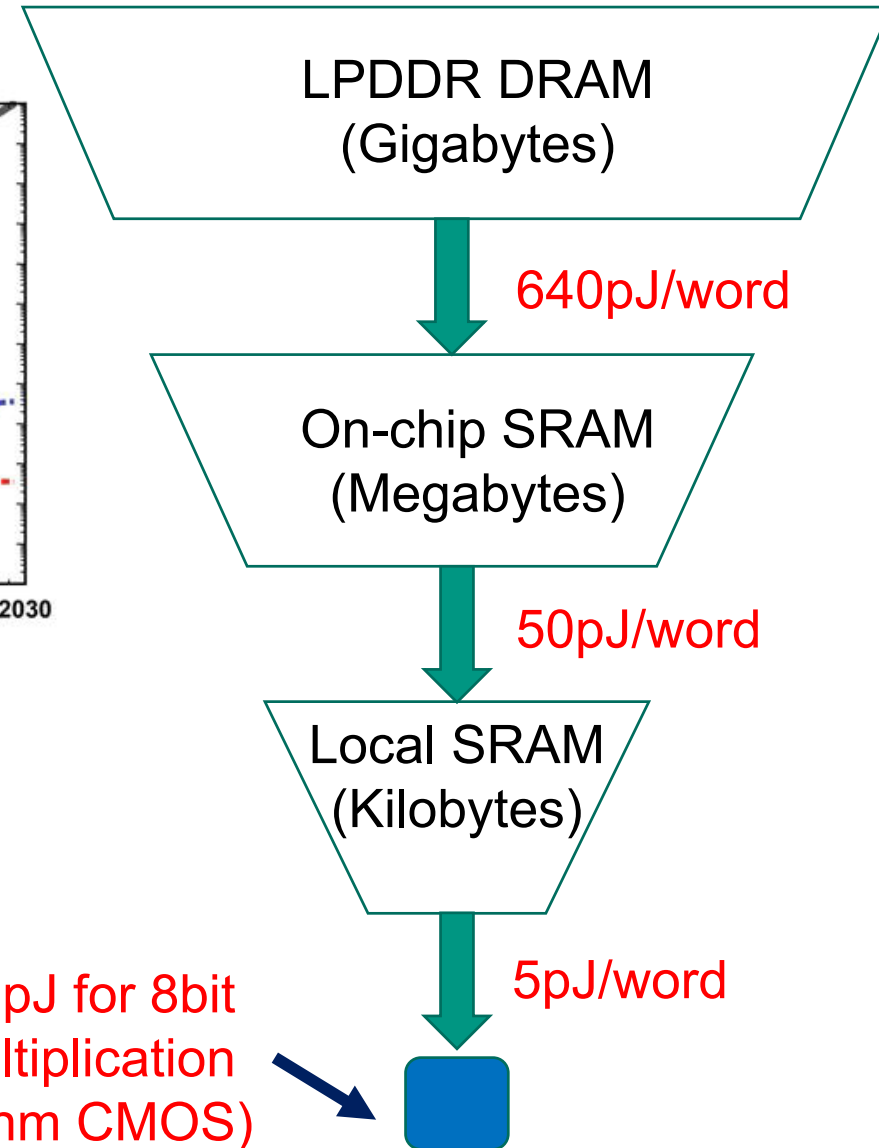 LPDDR DRAM
(Gigabytes)
640pJ/word
On-chip SRAM
(Megabytes)
2030
50pJ/word
Local SRAM
(Kilobytes)
5pJ/word
pJ for 8bit
ltiplication
nm CMOS)